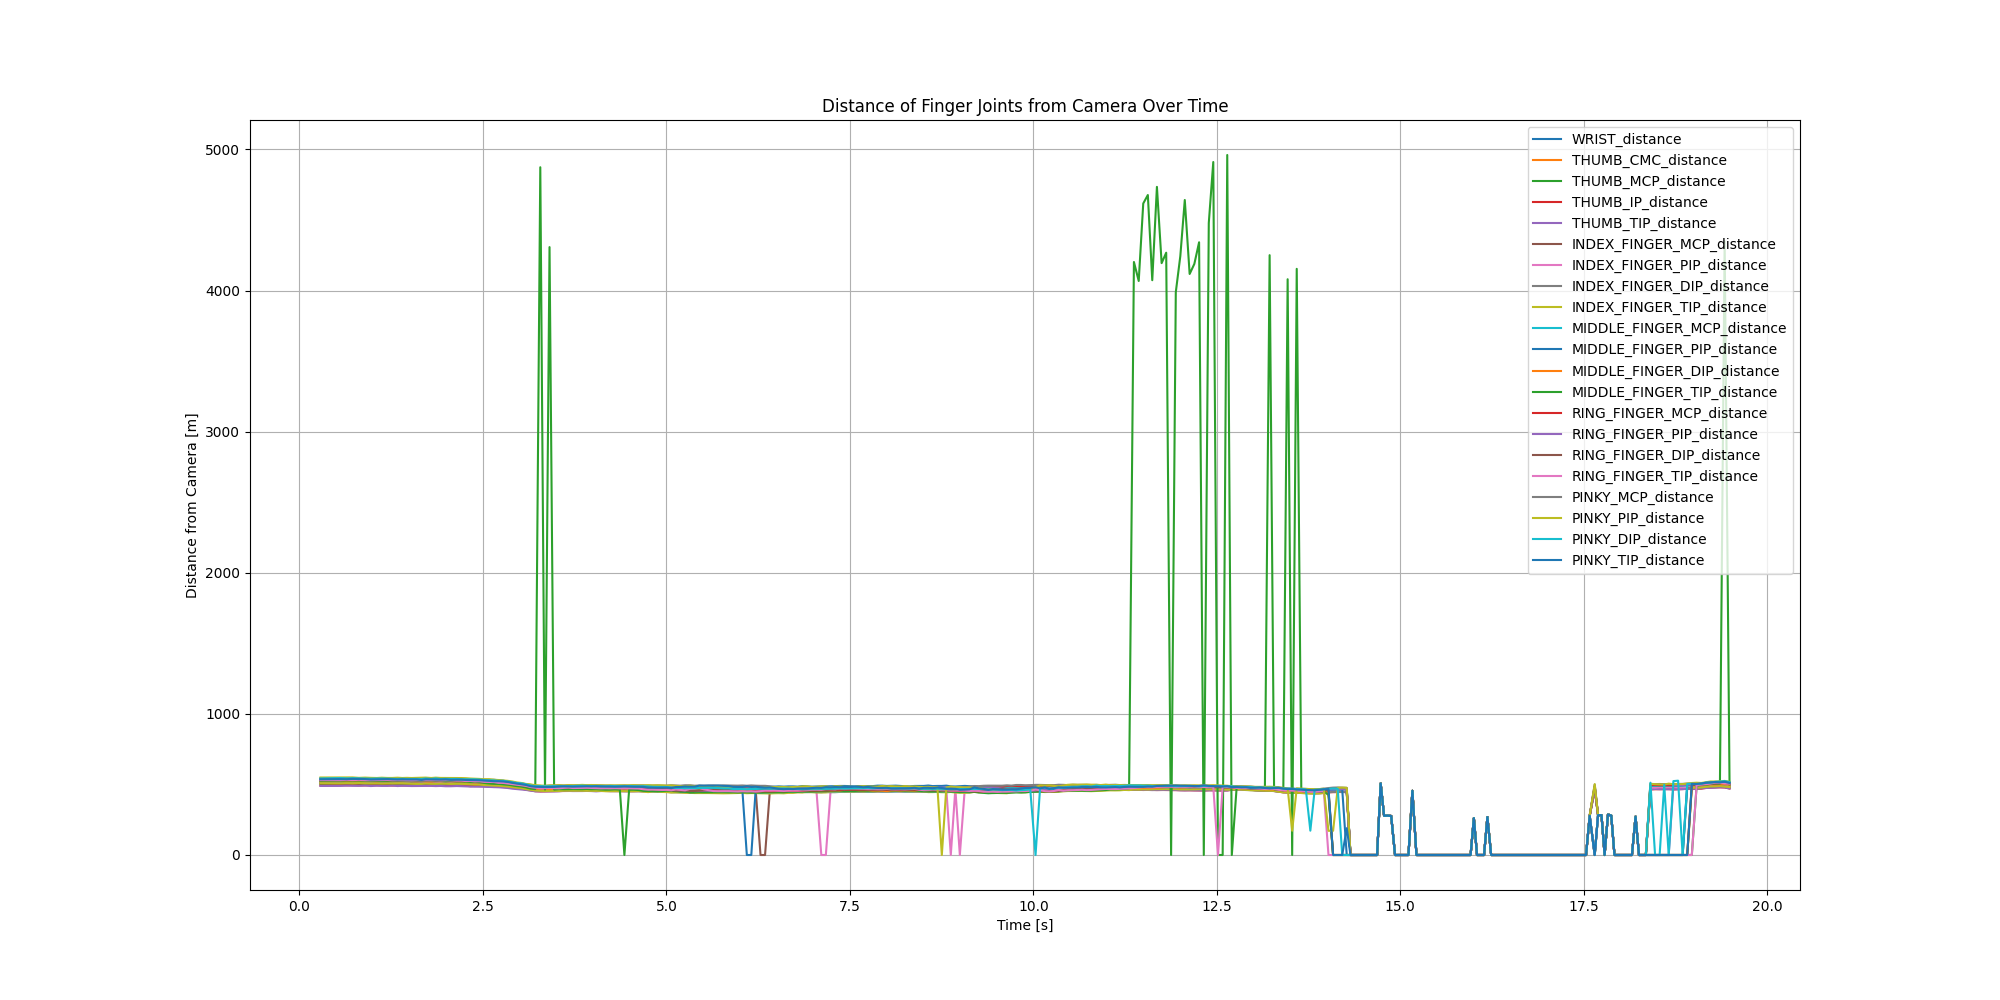 Distance of Finger Joints from Camera Over Time
Distance from Camera [m]
5000
4000
3000
2000
1000
0
WRIST_distance
THUMB_CMC_distance
THUMB_MCP_distance
THUMB_IP_distance
THUMB_TIP_distance
INDEX_FINGER_MCP_distance
INDEX_FINGER_PIP_distance
INDEX_FINGER_DIP_distance
INDEX_FINGER_TIP_distance
MIDDLE_FINGER_MCP_distance
MIDDLE_FINGER_PIP_distance
MIDDLE_FINGER_DIP_distance
MIDDLE_FINGER_TIP_distance
RING_FINGER_MCP_distance
RING_FINGER_PIP_distance
RING_FINGER_DIP_distance
RING_FINGER_TIP_distance
PINKY_MCP_distance
PINKY_PIP_distance
PINKY_DIP_distance
PINKY_TIP_distance
0.0 2.5 5.0 7.5 10.0 12.5 15.0 17.5 20.0
Time [s]